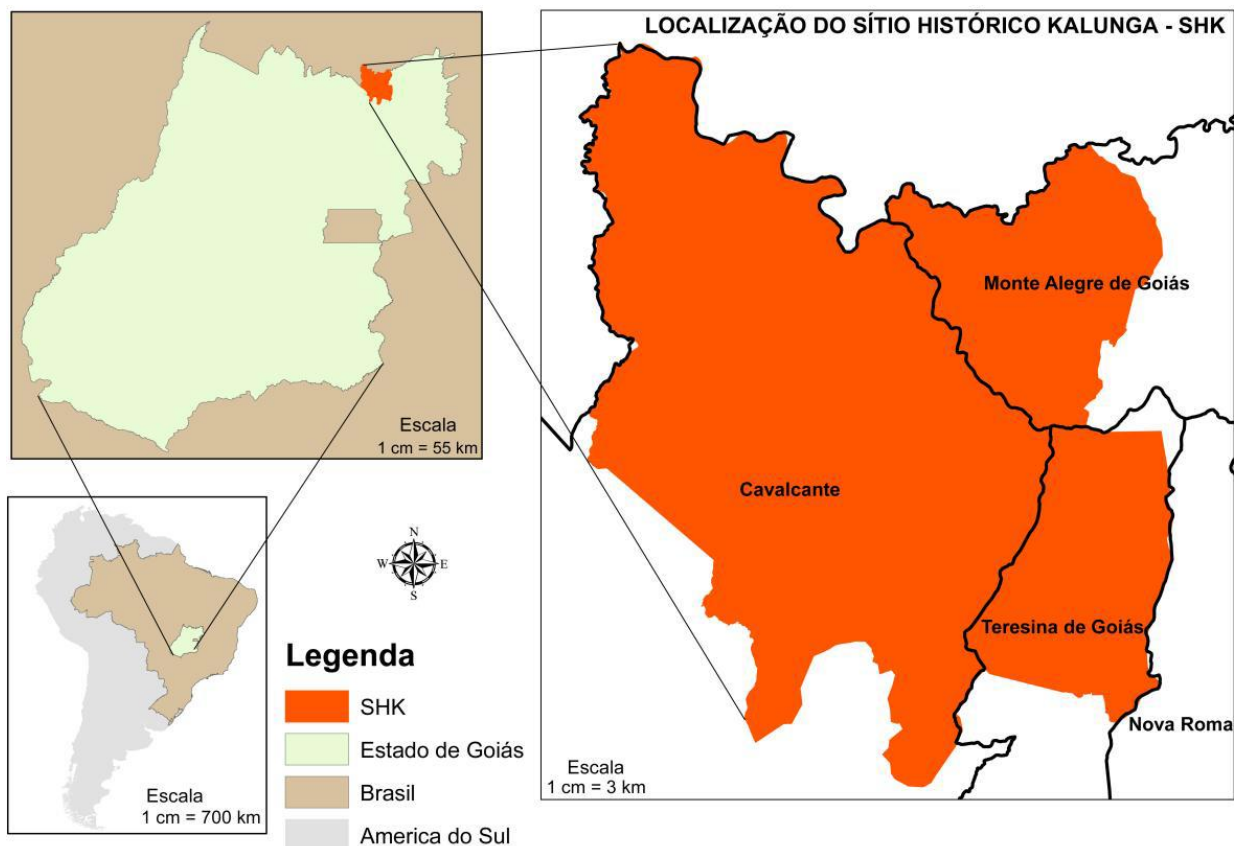 LOCALIZAÇÃO DO SÍTIO HISTÓRICO KALUNGA - SHK
Monte Alegre de Goiás
Cavalcante
Teresina de Goiás
Nova Roma
Escala
1 cm = 3 km
Escala
1 cm = 55 km
N
W E
S
Escala
1 cm = 700 km
Legenda
SHK
Estado de Goiás
Brasil
America do Sul